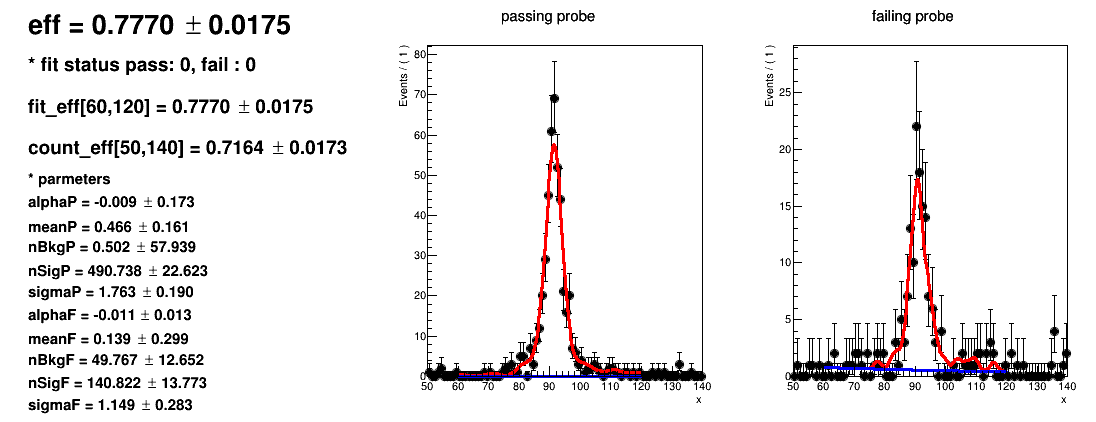 eff = 0.7770 ± 0.0175
* fit status pass: 0, fail : 0
fit_eff[60,120] = 0.7770 ± 0.0175
count_eff[50,140] = 0.7164 ± 0.0173
* parmeters
alphaP = -0.009 ± 0.173
meanP = 0.466 ± 0.161
nBkgP = 0.502 ± 57.939
nSigP = 490.738 ± 22.623
sigmaP = 1.763 ± 0.190
alphaF = -0.011 ± 0.013
meanF = 0.139 ± 0.299
nBkgF = 49.767 ± 12.652
nSigF = 140.822 ± 13.773
sigmaF = 1.149 ± 0.283
passing probe
Events / ( 1 )
80
70
60
50
40
30
20
10
0
50 60 70 80 90 100 110 120 130 140
x
failing probe
Events / ( 1 )
25
20
15
10
5
0
50 60 70 80 90 100 110 120 130 140
x